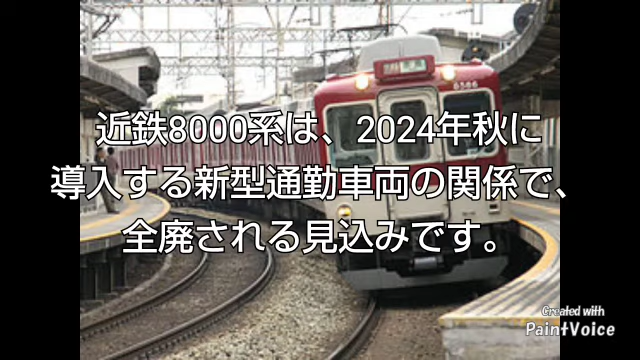 8586
近鉄8000系は、2024年秋に
導入する新型通勤車両の関係で、
全廃される見込みです。
Created with
PaintVoice